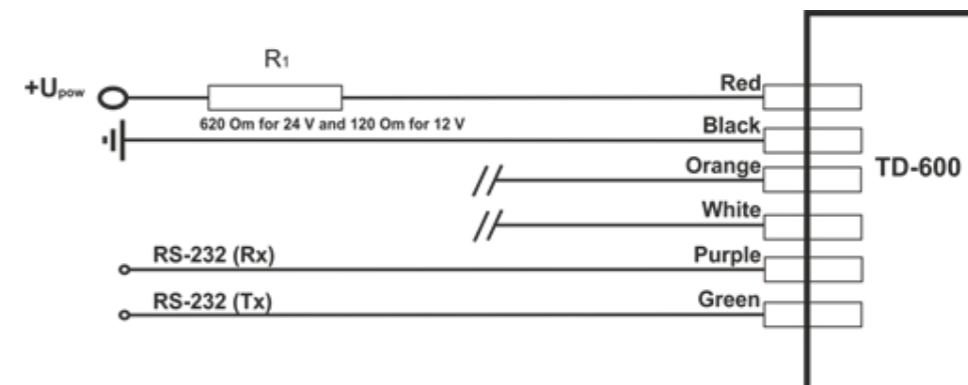 R1
+Upow
Red
620 Om for 24 V and 120 Om for 12 V
Black
Orange
TD-600
White
RS-232 (Rx)
Purple
RS-232 (Tx)
Green